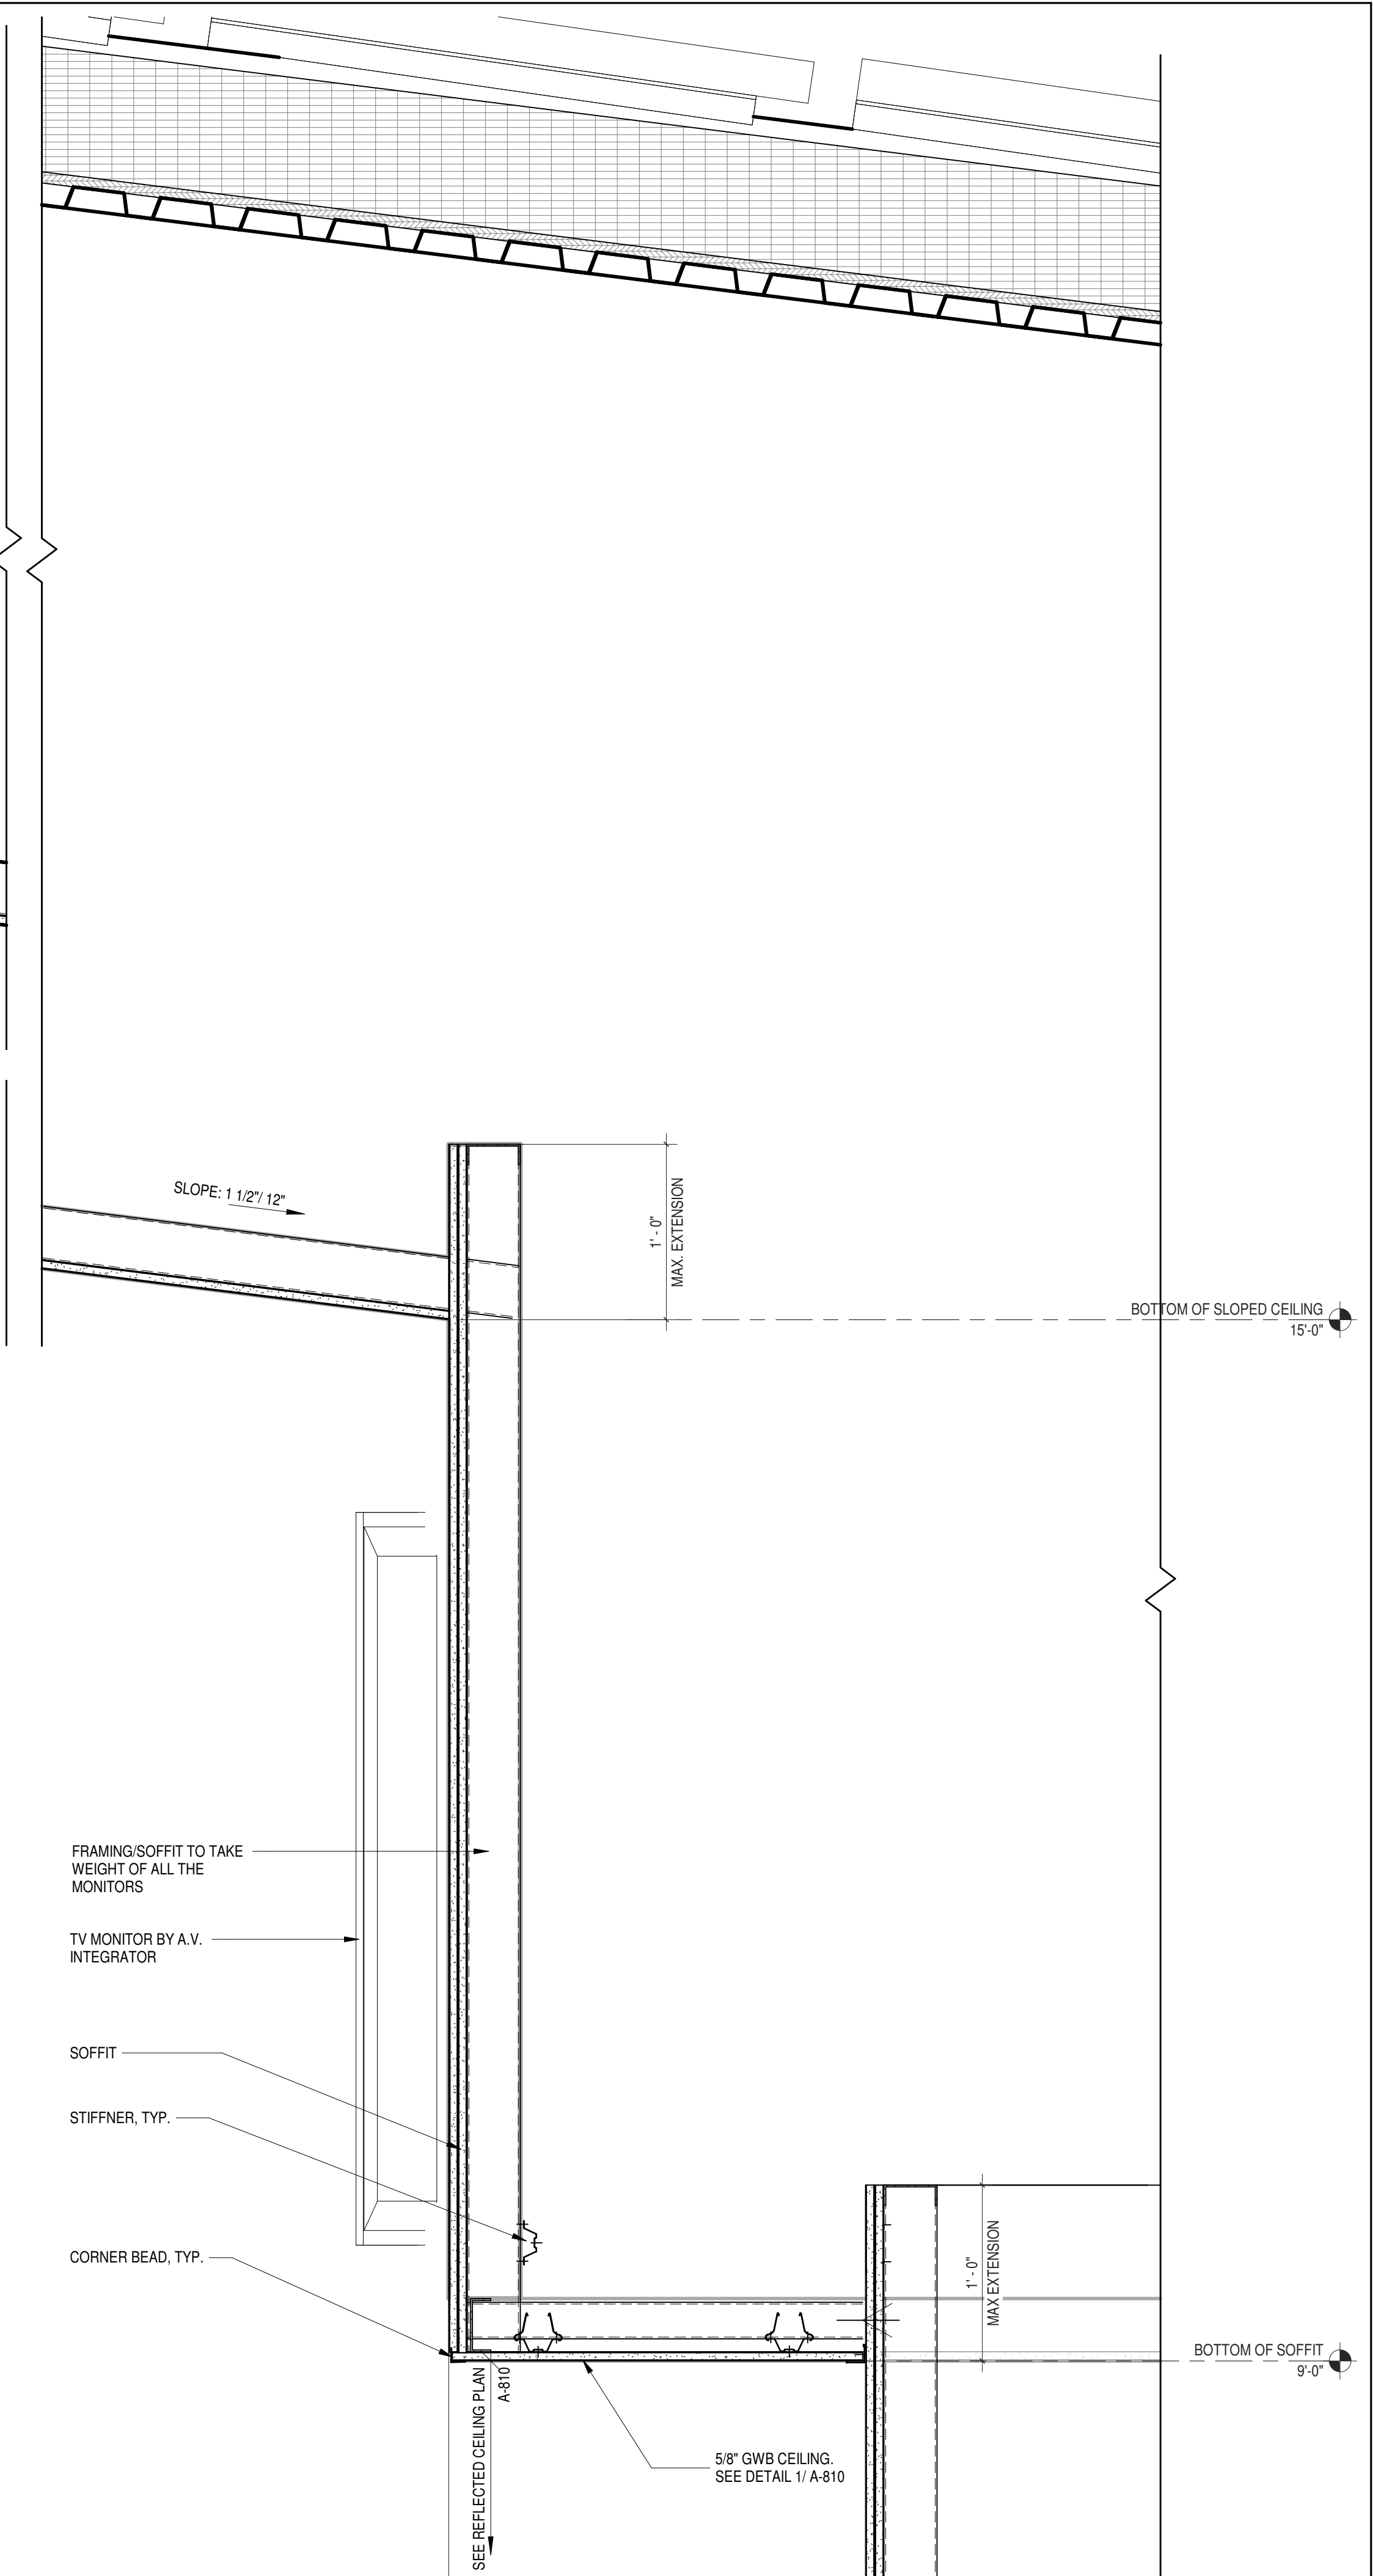 SLOPE: 1 1/2"/ 12"
1' - 0"
MAX. EXTENSION
BOTTOM OF SLOPED CEILING
15'-0"
FRAMING/SOFFIT TO TAKE
WEIGHT OF ALL THE
MONITORS
TV MONITOR BY A.V.
INTEGRATOR
SOFFIT
STIFFNER, TYP.
CORNER BEAD, TYP.
1' - 0"
MAX EXTENSION
BOTTOM OF SOFFIT
9'-0"
SEE REFLECTED CEILING PLAN
A-810
5/8" GWB CEILING.
SEE DETAIL 1/ A-810